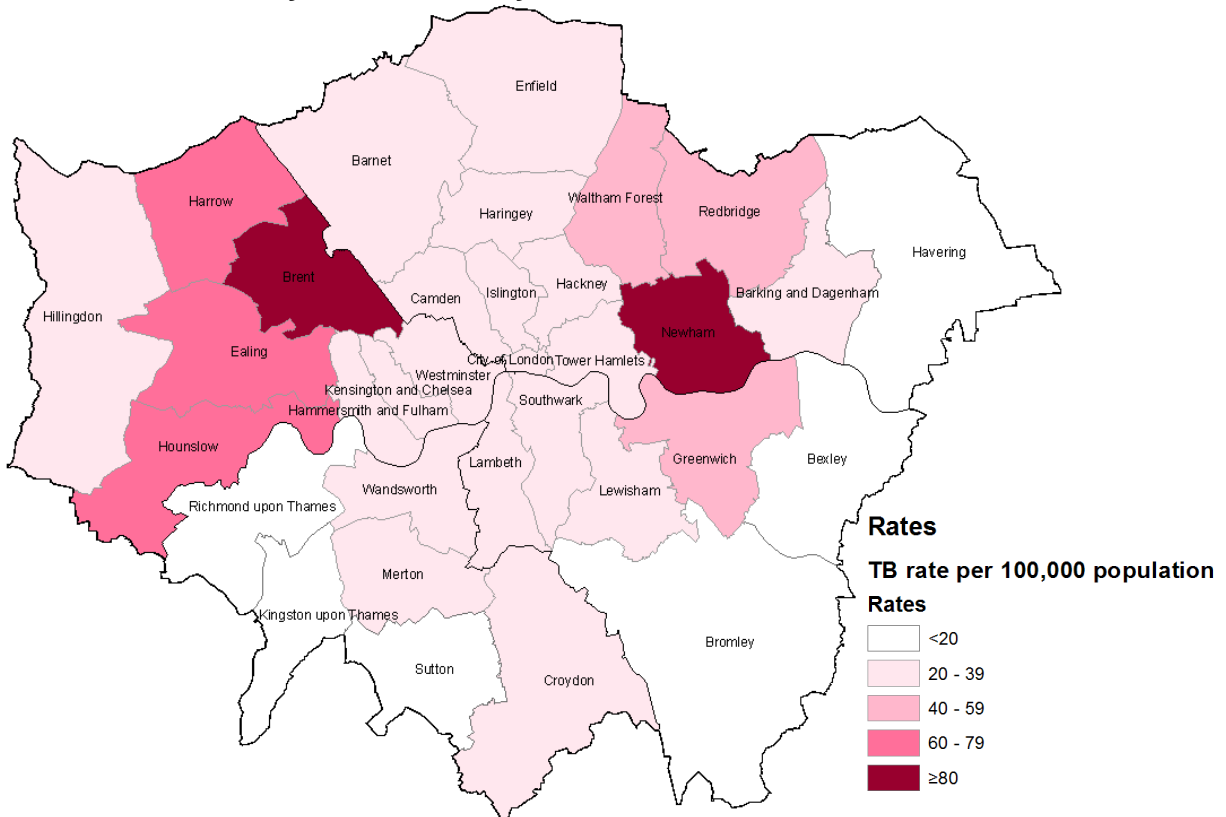 Enfield
Barnet
Harrow
Haringey
Waltham Forest
Redbridge
Havering
Brent
Camden
Islington
Hackney
Barking and Dagenham
Hillingdon
Ealing
Newham
City of London
Tower Hamlets
Westminster
Kensington and Chelsea
Southwark
Hammersmith and Fulham
Hounslow
Lambeth
Greenwich
Bexley
Wandsworth
Lewisham
Richmond upon Thames
Merton
Kingston upon Thames
Bromley
Sutton
Croydon
Rates
TB rate per 100,000 population
Rates
<20
20 - 39
40 - 59
60 - 79
≥80